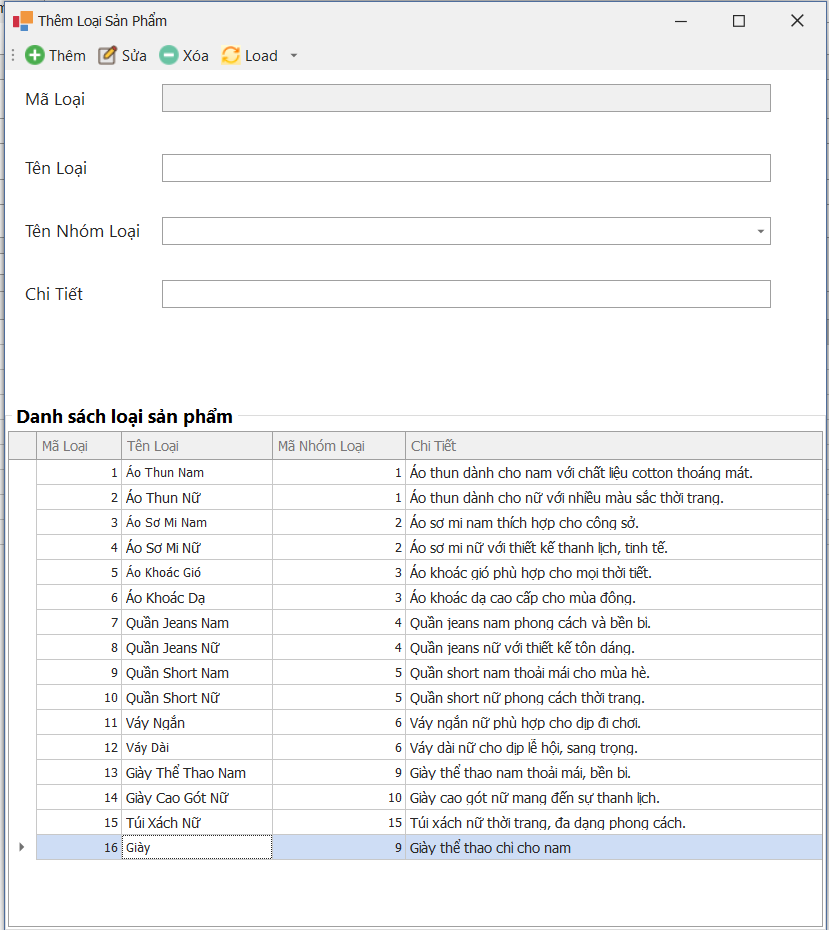 Thêm Loại Sản Phẩm
Thêm Sửa Xóa Load
Mã Loại
Tên Loại
Tên Nhóm Loại
Chi Tiết
Danh sách loại sản phẩm
Mã Loại Tên Loại Mã Nhóm Loại Chi Tiết
1 Áo Thun Nam 1 Áo thun dành cho nam với chất liệu cotton thoáng mát.
2 Áo Thun Nữ 1 Áo thun dành cho nữ với nhiều màu sắc thời trang.
3 Áo Sơ Mi Nam 2 Áo sơ mi nam thích hợp cho công sở.
4 Áo Sơ Mi Nữ 2 Áo sơ mi nữ với thiết kế thanh lịch, tinh tế.
5 Áo Khoác Gió 3 Áo khoác gió phù hợp cho mọi thời tiết.
6 Áo Khoác Dạ 3 Áo khoác dạ cao cấp cho mùa đông.
7 Quần Jeans Nam 4 Quần jeans nam phong cách và bền bỉ.
8 Quần Jeans Nữ 4 Quần jeans nữ với thiết kế tôn dáng.
9 Quần Short Nam 5 Quần short nam thoải mái cho mùa hè.
10 Quần Short Nữ 5 Quần short nữ phong cách thời trang.
11 Váy Ngắn 6 Váy ngắn nữ phù hợp cho dịp đi chơi.
12 Váy Dài 6 Váy dài nữ cho dịp lễ hội, sang trọng.
13 Giày Thể Thao Nam 9 Giày thể thao nam thoải mái, bền bỉ.
14 Giày Cao Gót Nữ 10 Giày cao gót nữ mang đến sự thanh lịch.
15 Túi Xách Nữ 15 Túi xách nữ thời trang, đa dạng phong cách.
16 Giày 9 Giày thể thao chỉ cho nam